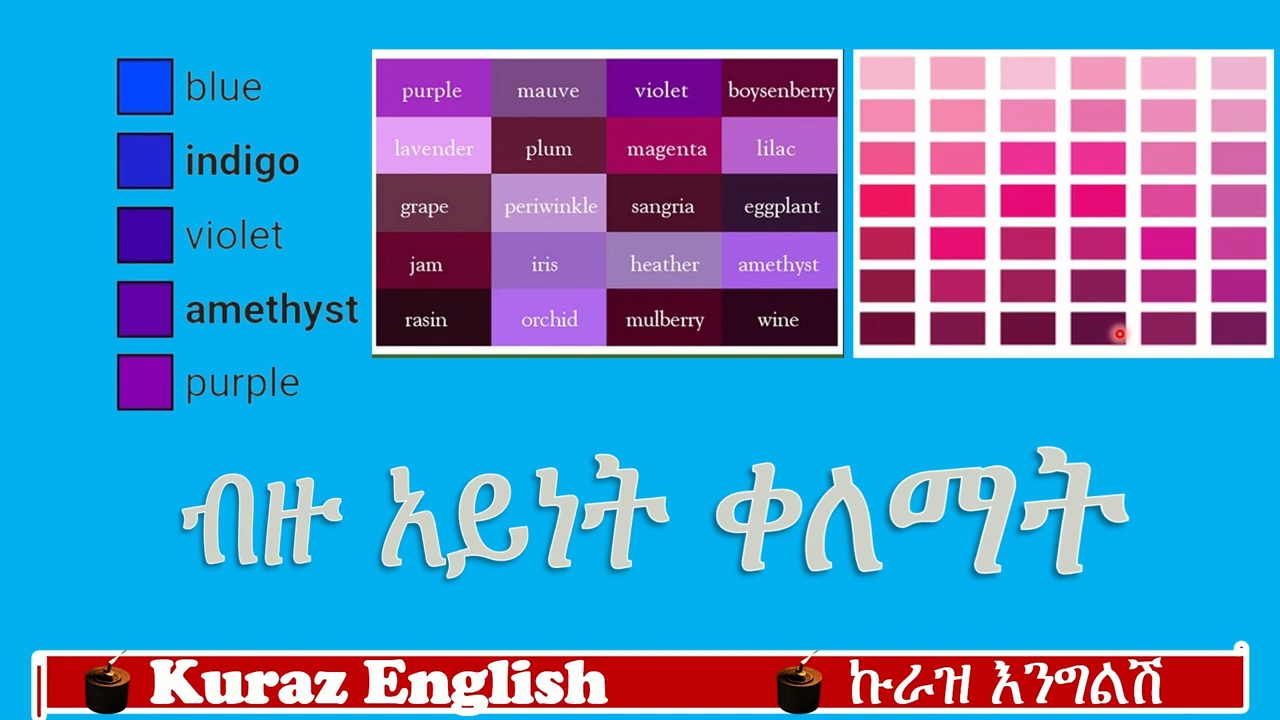 blue
indigo
violet
amethyst
purple
purple mauve violet boysenberry
lavender plum magenta lilac
grape periwinkle sangria eggplant
jam iris heather amethyst
rasin orchid mulberry wine
ብዙ አይነት ቀለማት
Kuraz English ኩራዝ እንግልሽ